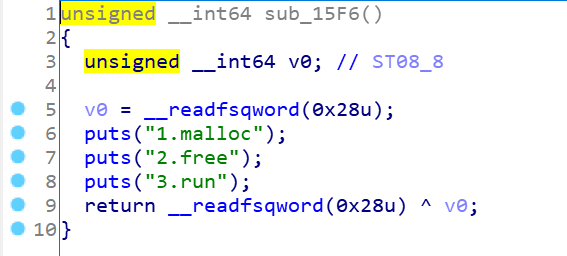 1 unsigned __int64 sub_15F6()
2 {
3 unsigned __int64 v0; // ST08_8
4
5 v0 = __readfsqword(0x28u);
6 puts("1.malloc");
7 puts("2.free");
8 puts("3.run");
9 return __readfsqword(0x28u) ^ v0;
10 }